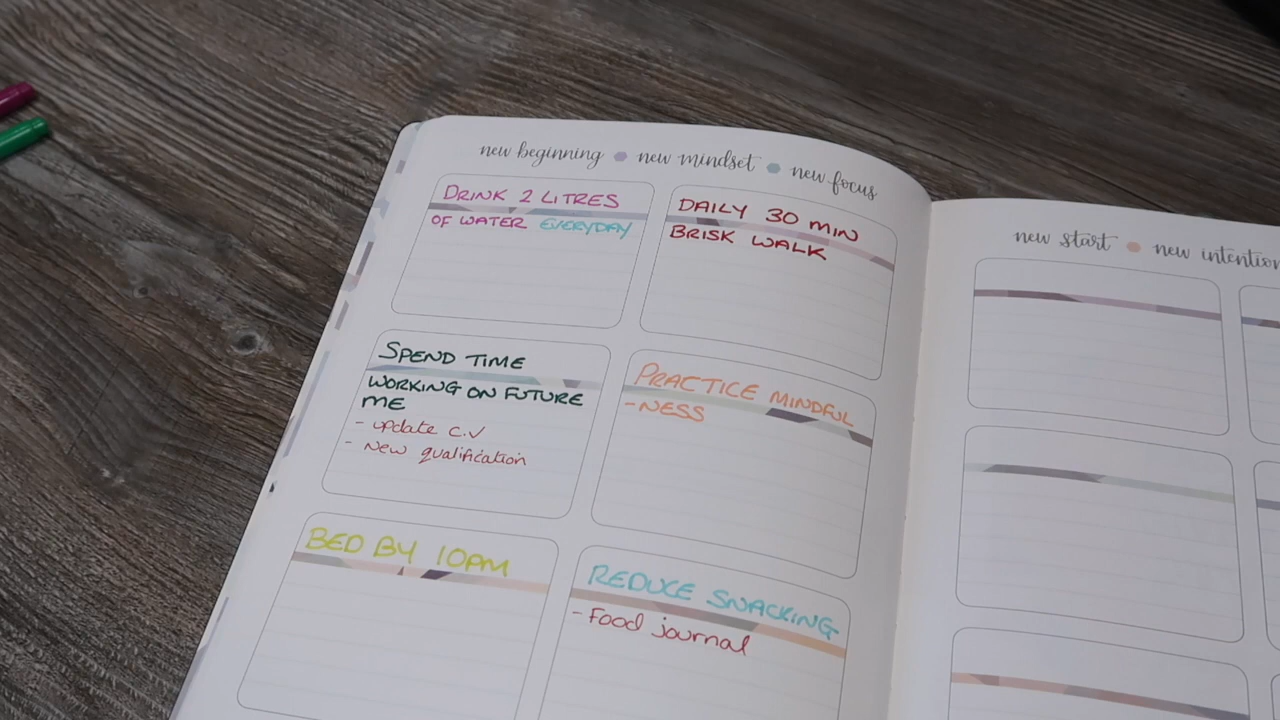 new beginning new mindset new focus
DRINK 2 LITRES
OF WATER EVERYDAY
DAILY 30 MIN
BRISK WALK
SPEND TIME
WORKING ON FUTURE
ME
- update C.V
- New qualification
PRACTICE MINDFUL
-NESS
BED BY 10PM
REDUCE SNACKING
- Food journal
new start new intention